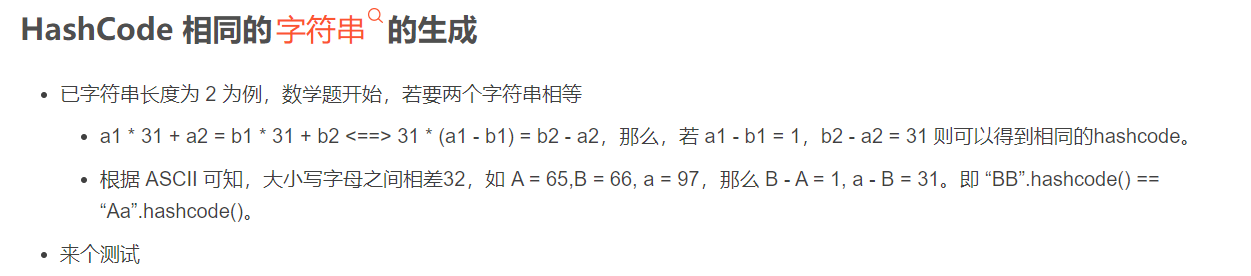 HashCode 相同的字符串的生成
已字符串长度为 2 为例，数学题开始，若要两个字符串相等
a1 * 31 + a2 = b1 * 31 + b2 <==> 31 * (a1 - b1) = b2 - a2，那么，若 a1 - b1 = 1，b2 - a2 = 31 则可以得到相同的hashcode。
根据 ASCII 可知，大小写字母之间相差32，如 A = 65,B = 66, a = 97，那么 B - A = 1, a - B = 31。即 “BB”.hashcode() ==
“Aa”.hashcode()。
来个测试